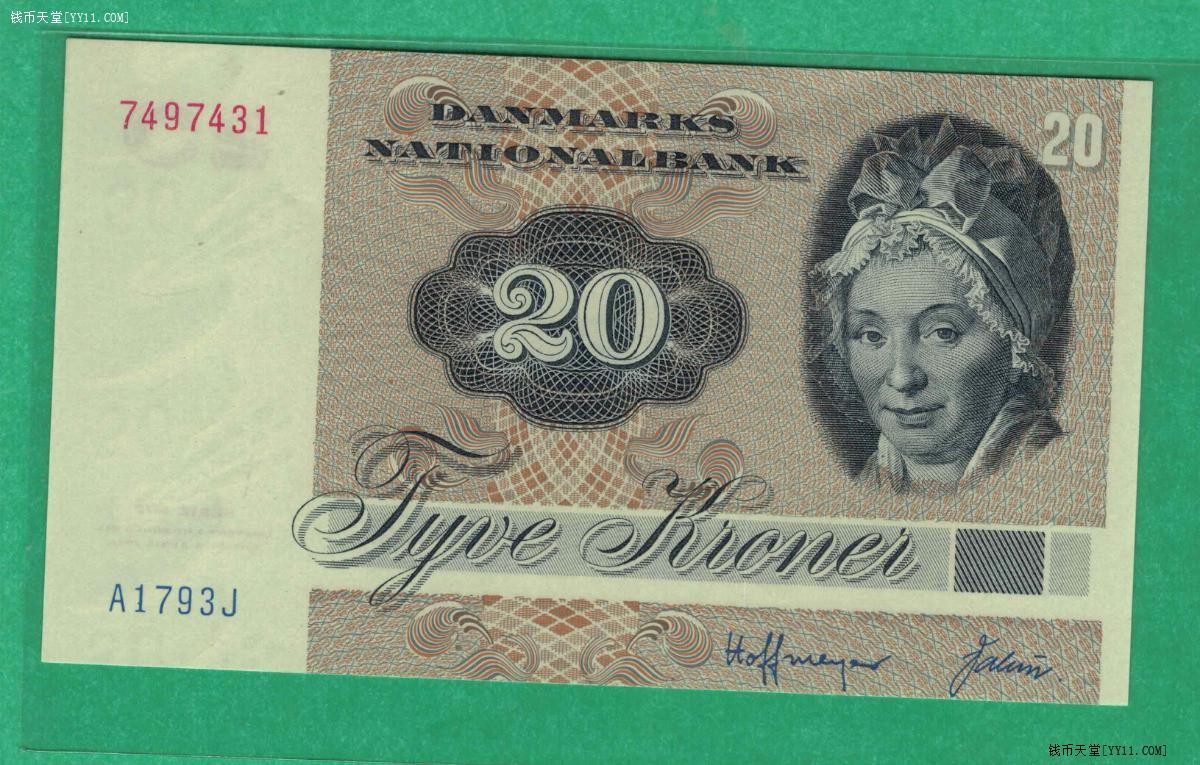 钱币天堂[YY11.COM]
7497431
DANMARKS
NATIONALBANK
20
20
Tyve Kroner
A1793J
Hoffmeyer
钱币天堂[YY11.COM]